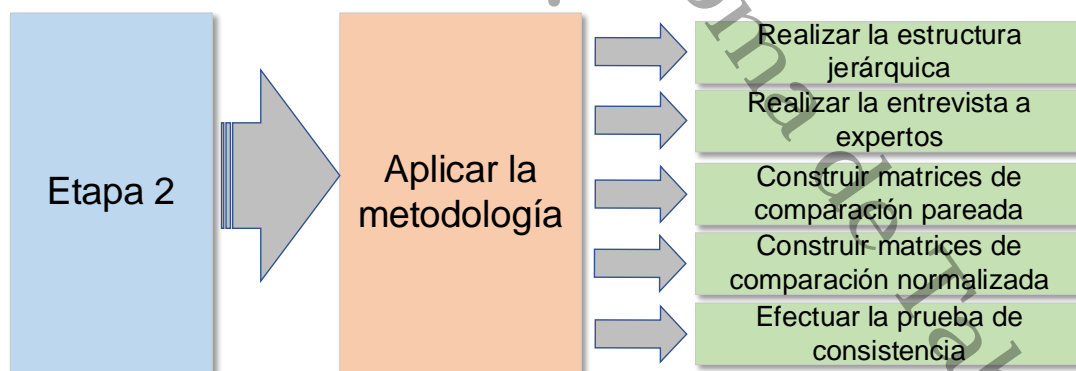 Etapa 2
Aplicar la
metodología
Realizar la estructura
jerárquica
Realizar la entrevista a
expertos
Construir matrices de
comparación pareada
Construir matrices de
comparación normalizada
Efectuar la prueba de
consistencia